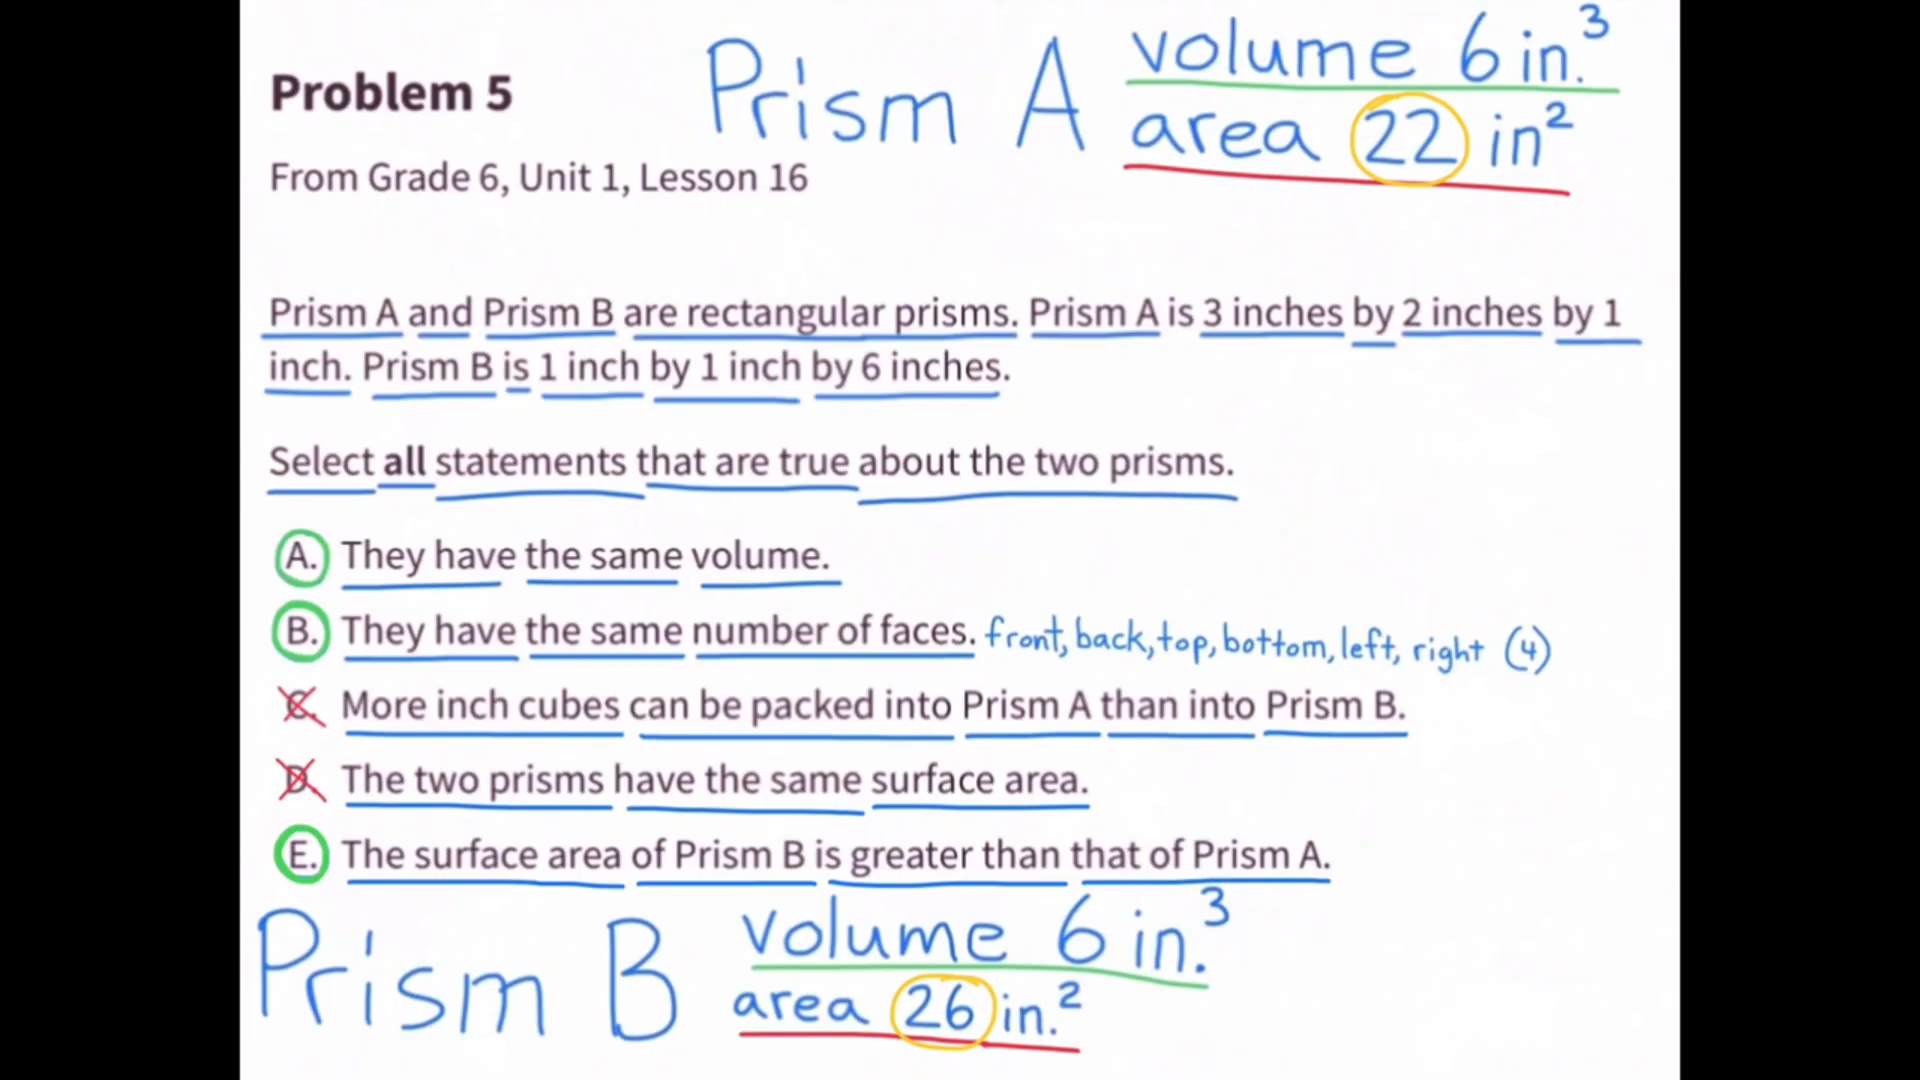 Problem 5
Prism A
volume 6 in.³
area 22 in²
From Grade 6, Unit 1, Lesson 16
Prism A and Prism B are rectangular prisms. Prism A is 3 inches by 2 inches by 1
inch. Prism B is 1 inch by 1 inch by 6 inches.
Select all statements that are true about the two prisms.
A. They have the same volume.
B. They have the same number of faces. front, back, top, bottom, left, right (4)
C. More inch cubes can be packed into Prism A than into Prism B.
D. The two prisms have the same surface area.
E. The surface area of Prism B is greater than that of Prism A.
Prism B
volume 6 in.³
area 26 in.²